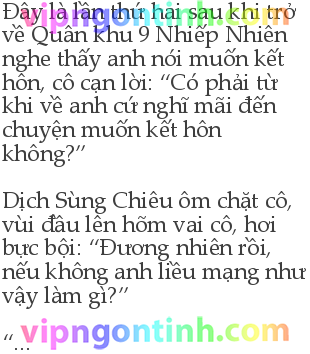 Đây là lần thứ hai sau khi trở
vipngontinh.com
về Quân khu 9 Nhiếp Nhiên
nghe thấy anh nói muốn kết
hôn, cô cạn lời: “Có phải từ
khi về anh cứ nghĩ mãi đến
chuyện muốn kết hôn
không?”
Dịch Sùng Chiêu ôm chặt cô,
vùi đầu lên hõm vai cô, hơi
bực bội: “Đương nhiên rồi,
nếu không anh liều mạng như
vậy làm gì?”
vipngontinh.com
“...